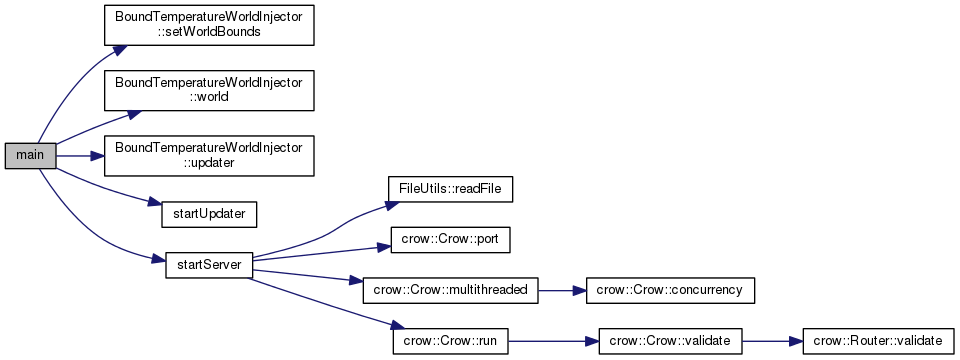 BoundTemperatureWorldInjector
::setWorldBounds
BoundTemperatureWorldInjector
::world
main
BoundTemperatureWorldInjector
::updater
startUpdater
FileUtils::readFile
crow::Crow::port
startServer
crow::Crow::multithreaded
crow::Crow::concurrency
crow::Crow::run
crow::Crow::validate
crow::Router::validate